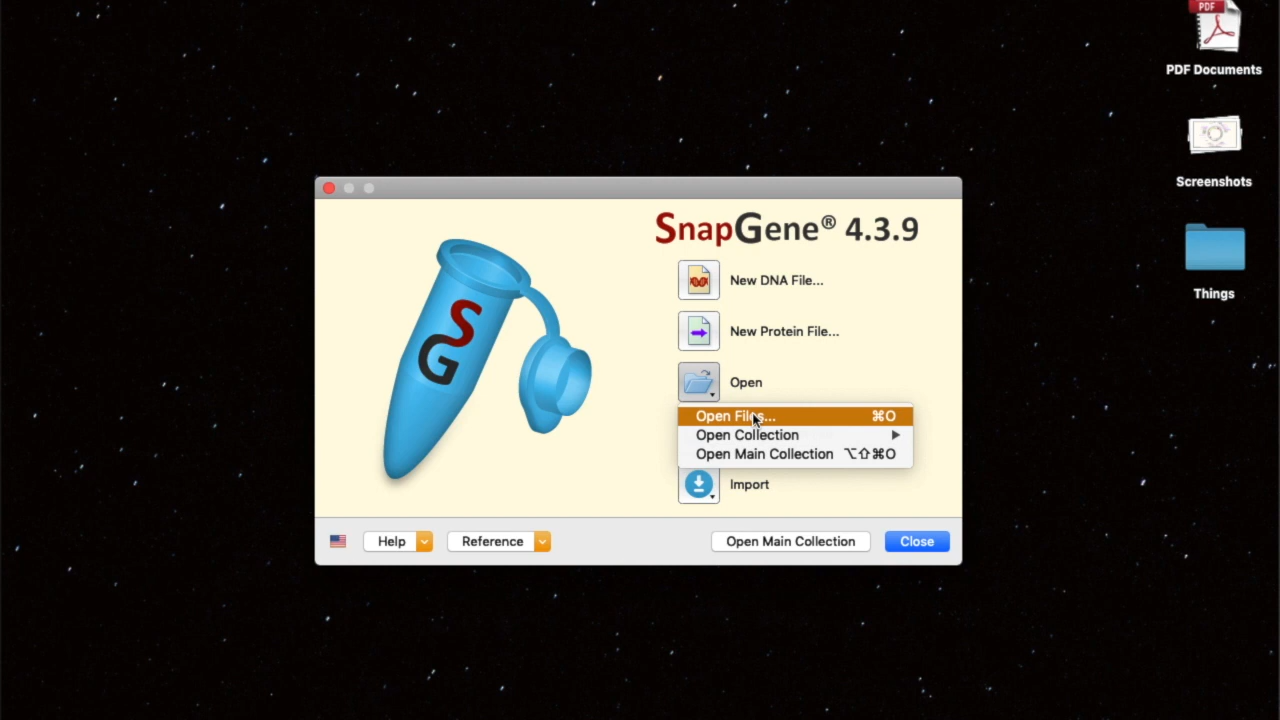 PDF
PDF Documents
Screenshots
Things
SnapGene® 4.3.9
SG
New DNA File...
New Protein File...
Open
Open Files... ⌘O
Open Collection ▶
Open Main Collection ⌥⇧⌘O
Import
Help
Reference
Open Main Collection
Close